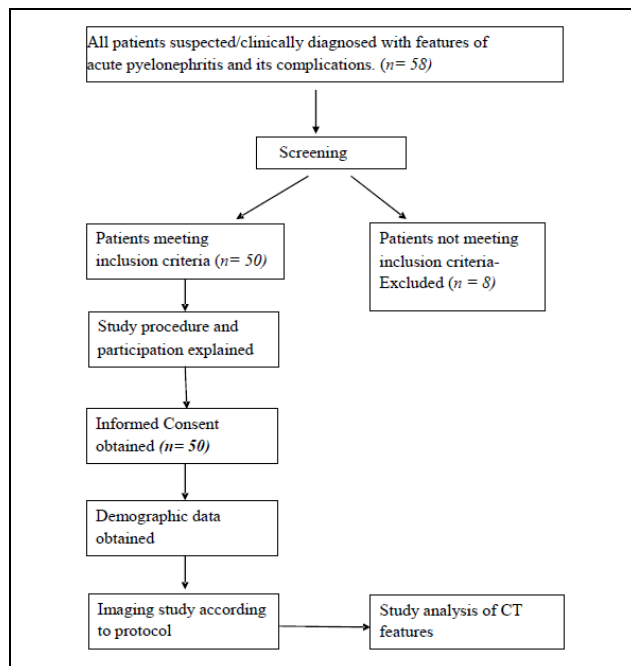 All patients suspected/clinically diagnosed with features of
acute pyelonephritis and its complications. (n= 58)
Screening
Patients meeting
inclusion criteria (n= 50)
Patients not meeting
inclusion criteria-
Excluded (n = 8)
Study procedure and
participation explained
Informed Consent
obtained (n= 50)
Demographic data
obtained
Imaging study according
to protocol
Study analysis of CT
features